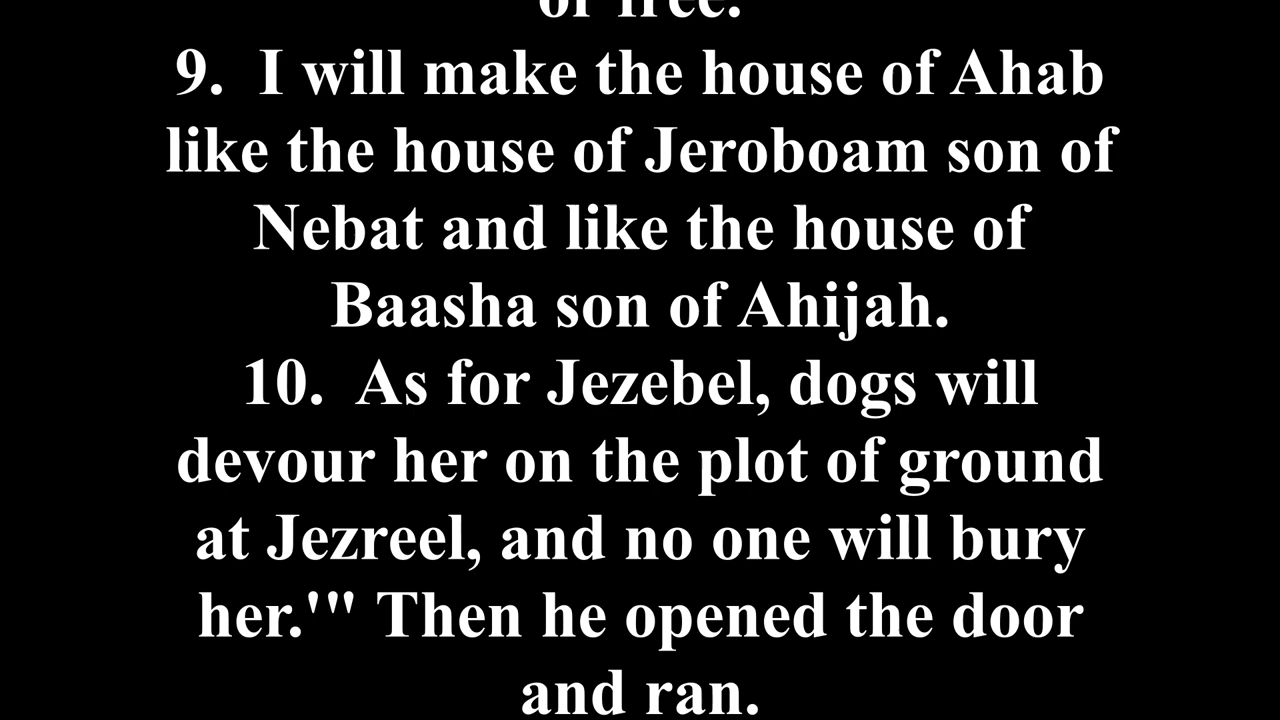 or free.
9. I will make the house of Ahab
like the house of Jeroboam son of
Nebat and like the house of
Baasha son of Ahijah.
10. As for Jezebel, dogs will
devour her on the plot of ground
at Jezreel, and no one will bury
her.'" Then he opened the door
and ran.